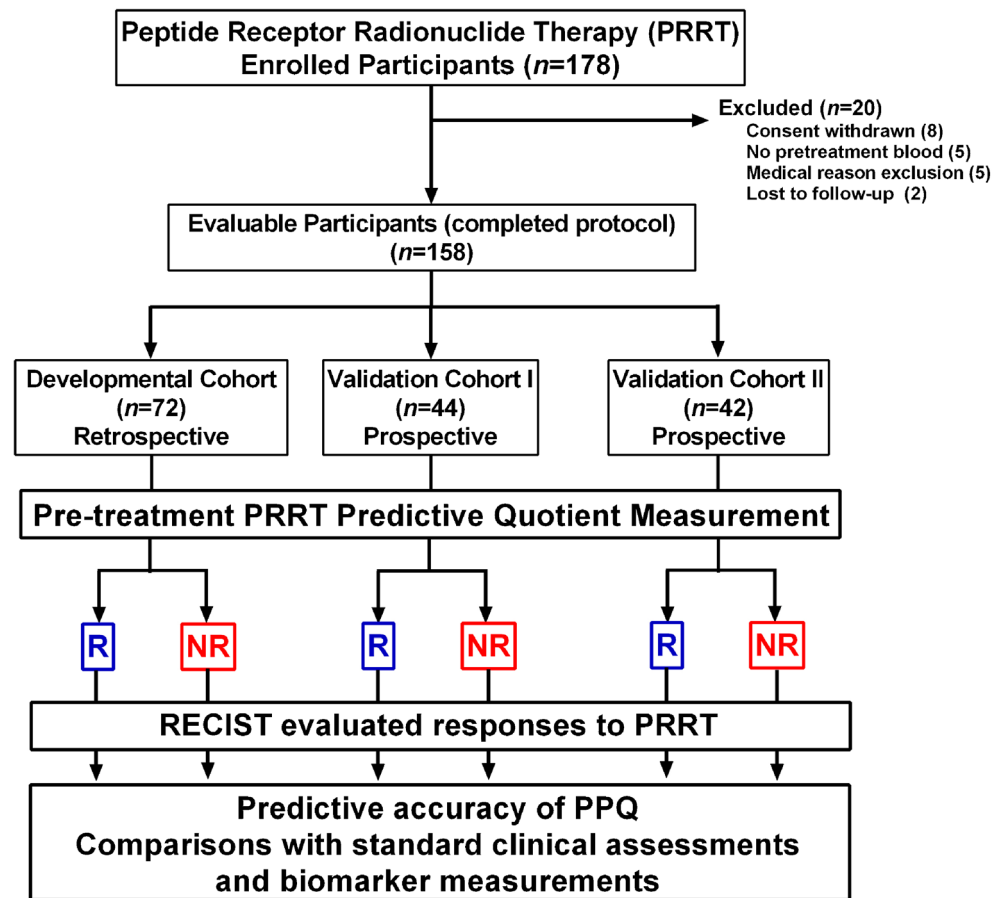 Peptide Receptor Radionuclide Therapy (PRRT)
Enrolled Participants (n=178)
Excluded (n=20)
Consent withdrawn (8)
No pretreatment blood (5)
Medical reason exclusion (5)
Lost to follow-up (2)
Evaluable Participants (completed protocol)
(n=158)
Developmental Cohort
(n=72)
Retrospective
Validation Cohort I
(n=44)
Prospective
Validation Cohort II
(n=42)
Prospective
Pre-treatment PRRT Predictive Quotient Measurement
R
NR
R
NR
R
NR
RECIST evaluated responses to PRRT
Predictive accuracy of PPQ
Comparisons with standard clinical assessments
and biomarker measurements